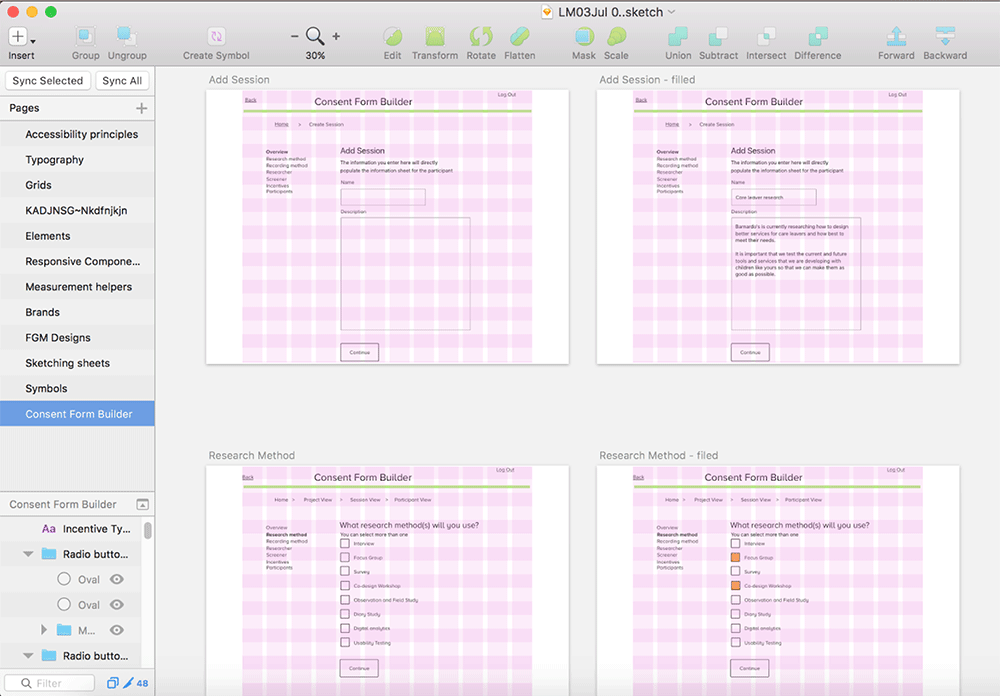 LM03Jul 0..sketch
Insert
Group
Ungroup
Create Symbol
30%
Edit
Transform
Rotate
Flatten
Mask
Scale
Union
Subtract
Intersect
Difference
Forward
Backward
Sync Selected
Sync All
Pages
Accessibility principles
Typography
Grids
KADJNSG~Nkdfnjkjn
Elements
Responsive Compone...
Measurement helpers
Brands
FGM Designs
Sketching sheets
Symbols
Consent Form Builder
Consent Form Builder
Aa Incentive Ty...
Radio butto...
Oval
Oval
M...
Radio butto...
Filter
48
Add Session
Back
Consent Form Builder
Log Out
Home > Create Session
Overview
Research method
Recording method
Researcher
Screener
Incentives
Participants
Add Session
The information you enter here will directly
populate the information sheet for the participant
Name
Description
Continue
Add Session - filled
Back
Consent Form Builder
Log Out
Home > Create Session
Overview
Research method
Recording method
Researcher
Screener
Incentives
Participants
Add Session
The information you enter here will directly
populate the information sheet for the participant
Name
Care leaver research
Description
Barnardo's is currently researching how to design
better services for care leavers and how best to
meet their needs.
It is important that we test the current and future
tools and services that we are developing with
children like yours so that we can make them as
good as possible.
Continue
Research Method
Back
Consent Form Builder
Log Out
Home > Project View > Session View > Participant View
Overview
Research method
Recording method
Researcher
Screener
Incentives
Participants
What research method(s) will you use?
You can select more than one
Interview
Focus Group
Survey
Co-design Workshop
Observation and Field Study
Diary Study
Digital analytics
Usability Testing
Continue
Research Method - filed
Back
Consent Form Builder
Log Out
Home > Project View > Session View > Participant View
Overview
Research method
Recording method
Researcher
Screener
Incentives
Participants
What research method(s) will you use?
You can select more than one
Interview
Focus Group
Survey
Co-design Workshop
Observation and Field Study
Diary Study
Digital analytics
Usability Testing
Continue